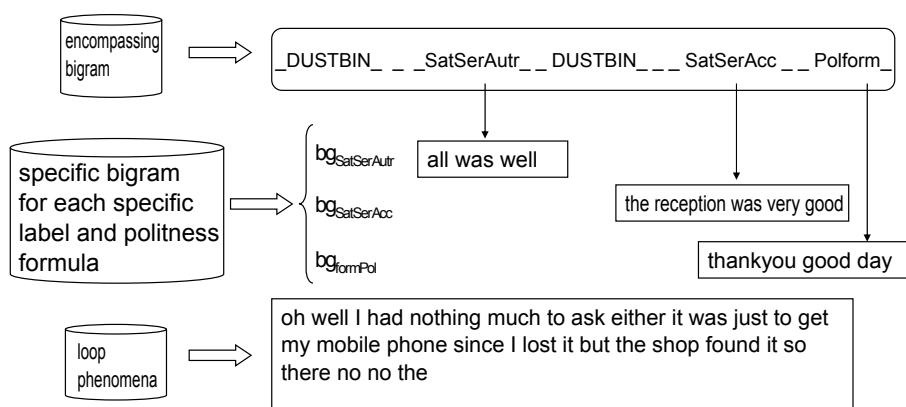 encompassing
bigram
_DUSTBIN_ _ _SatSerAutr_ _ DUSTBIN_ _ _ SatSerAcc _ _ Polform_
specific bigram
for each specific
label and politness
formula
bgSatSerAutr
all was well
bgSatSerAcc
the reception was very good
bgformPol
thankyou good day
loop
phenomena
oh well I had nothing much to ask either it was just to get
my mobile phone since I lost it but the shop found it so
there no no the